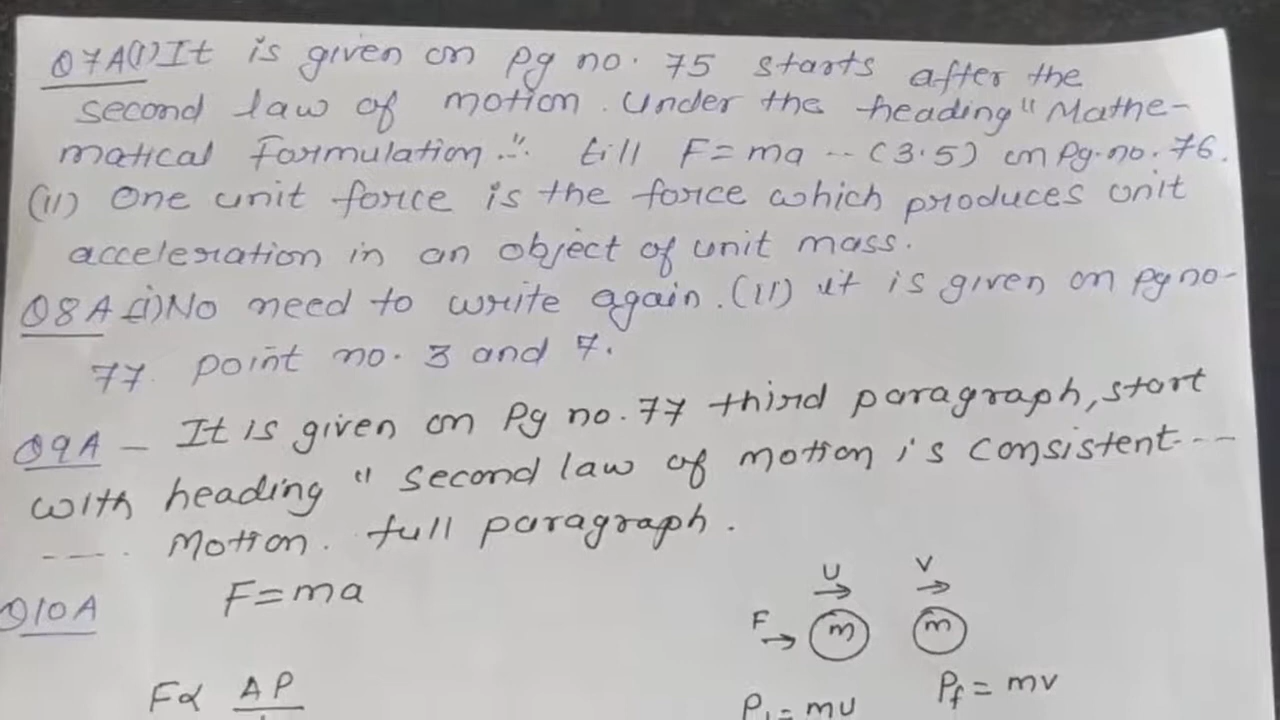 Q7A(i) It is given on pg no. 75 starts after the
second law of motion. Under the heading "Mathe-
matical Formulation.." till F=ma --(3.5) on Pg.no.76.
(ii) One unit force is the force which produces unit
acceleration in an object of unit mass.
Q8A (i) No need to write again. (ii) it is given on pg no-
77 point no. 3 and 7.
Q9A - It is given on Pg no.77 third paragraph, start
with heading "second law of motion is consistent---
----. Motion. full paragraph.
Q10A F=ma
U V
F m m
F∝ ΔP
Pf = mv
Pi = mu